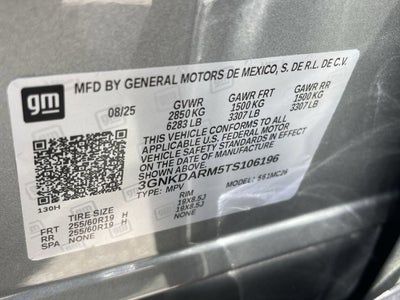 gm
MFD BY GENERAL MOTORS DE MEXICO, S. DE R.L. DE C.V.
08/25 GVWR GAWR FRT GAWR RR
2850 KG 1500 KG 1500 KG
6283 LB 3307 LB 3307 LB
THIS VEHICLE CONFORMS TO ALL
APPLICABLE U.S. FEDERAL MOTOR
VEHICLE SAFETY STANDARDS IN EFFECT
ON THE DATE OF MANUFACTURE
SHOWN ABOVE.
3GNKDARM5TS106196
TYPE: MPV MODEL: 1MC26
130H
TIRE SIZE RIM
FRT 255/60R19 H 19X8.5J
RR 255/60R19 H 19X8.5J
SPA NONE NONE